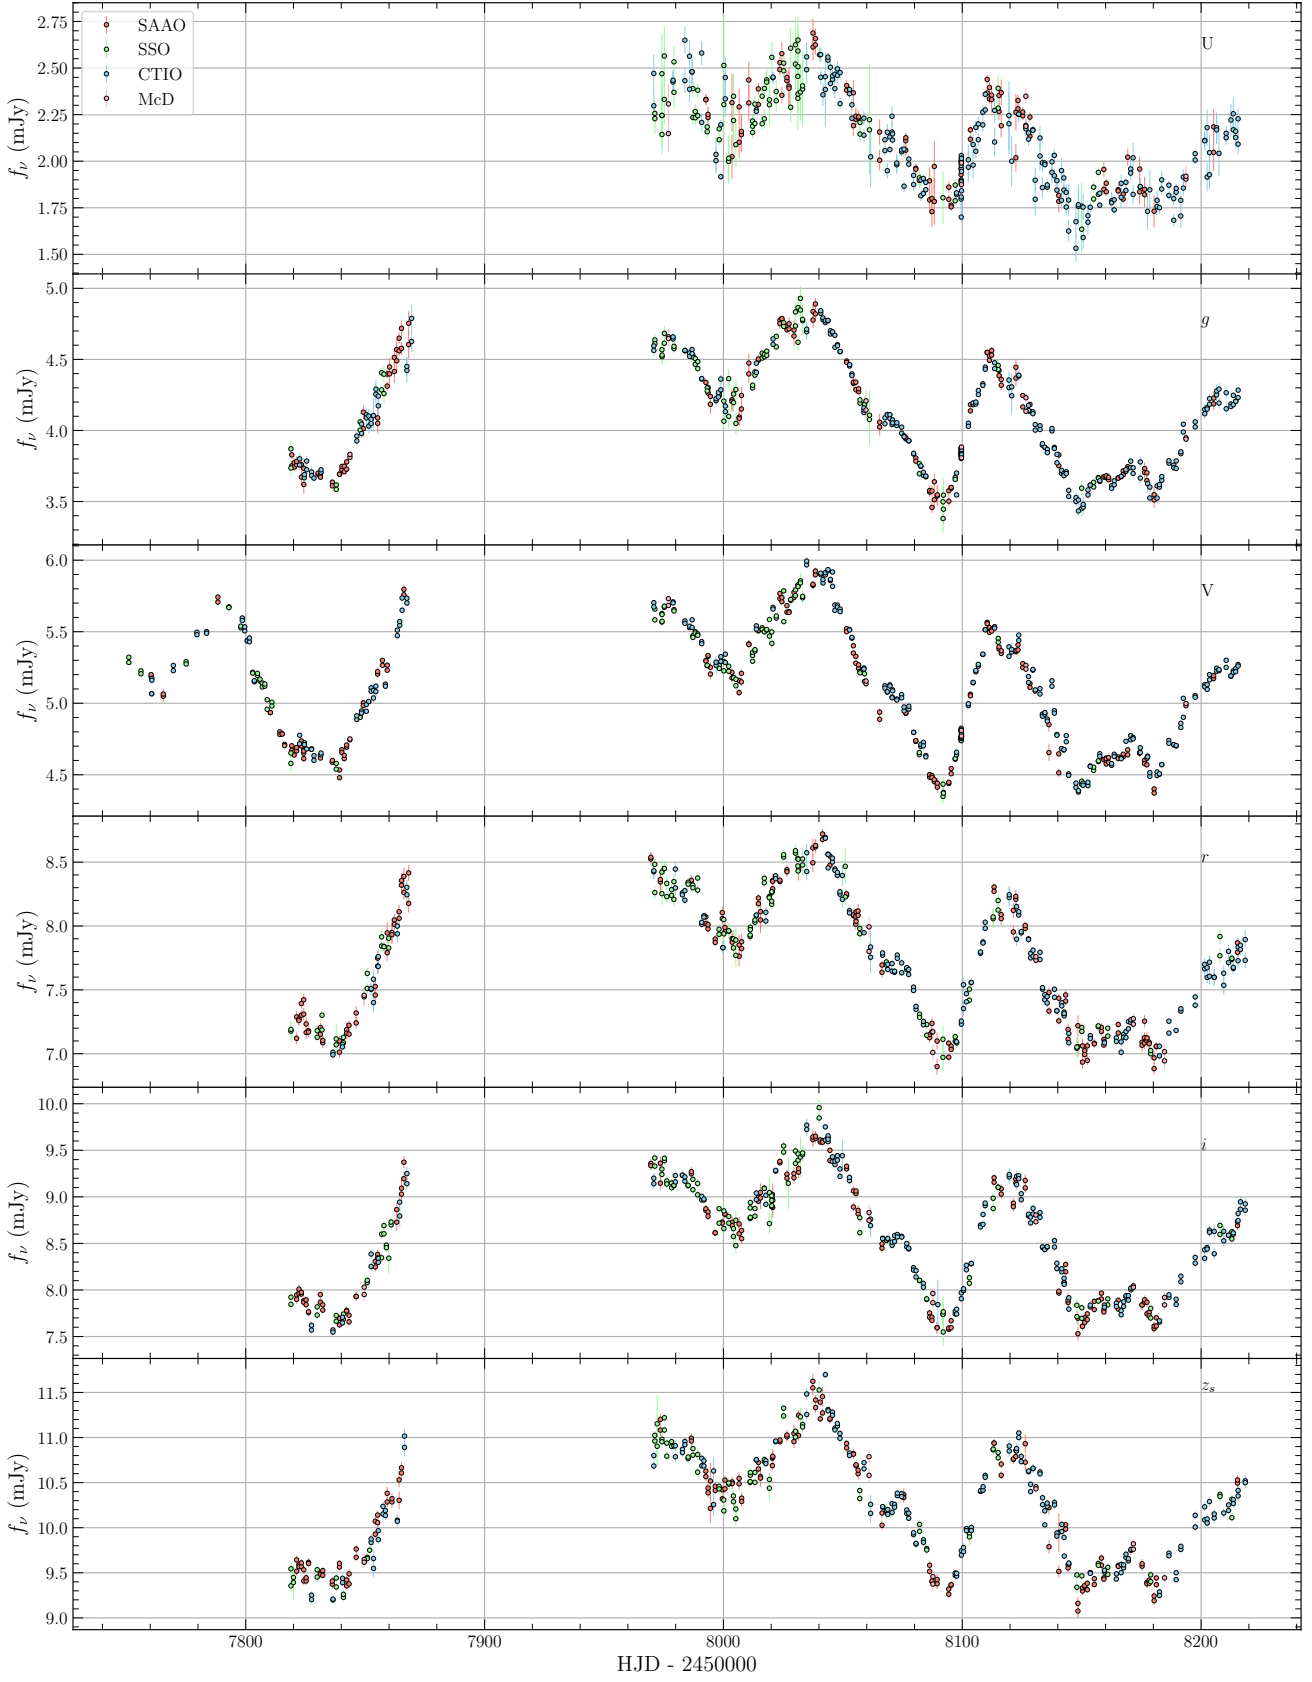 SAAO
SSO
CTIO
McD
U
2.75
2.50
2.25
2.00
1.75
1.50
f_ν (mJy)
g
5.0
4.5
4.0
3.5
f_ν (mJy)
V
6.0
5.5
5.0
4.5
f_ν (mJy)
r
8.5
8.0
7.5
7.0
f_ν (mJy)
i
10.0
9.5
9.0
8.5
8.0
7.5
f_ν (mJy)
z_s
11.5
11.0
10.5
10.0
9.5
9.0
f_ν (mJy)
7800 7900 8000 8100 8200
HJD - 2450000